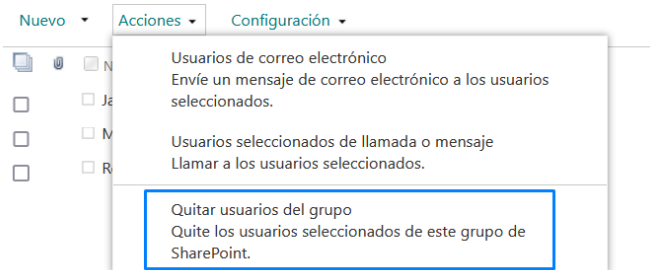 Nuevo Acciones Configuración
Usuarios de correo electrónico
Envíe un mensaje de correo electrónico a los usuarios
seleccionados.
Usuarios seleccionados de llamada o mensaje
Llamar a los usuarios seleccionados.
Quitar usuarios del grupo
Quite los usuarios seleccionados de este grupo de
SharePoint.